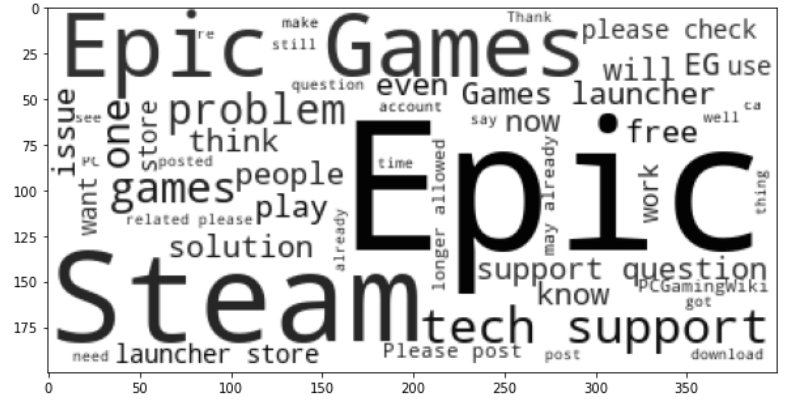 0
25
50
75
100
125
150
175
0 50 100 150 200 250 300 350
Epic Games
re
make
still
Thank
please check
question
even
will
EG
use
issue
see
one
store
problem
account
Games launcher
ca
think
say
now
free
well
PC
posted
Epic
time
people
games
want
play
longer allowed
may already
work
thing
related please
already
solution
support question
Steam
know
PCGamingWiki
got
tech support
need
launcher store
Please post
post
download